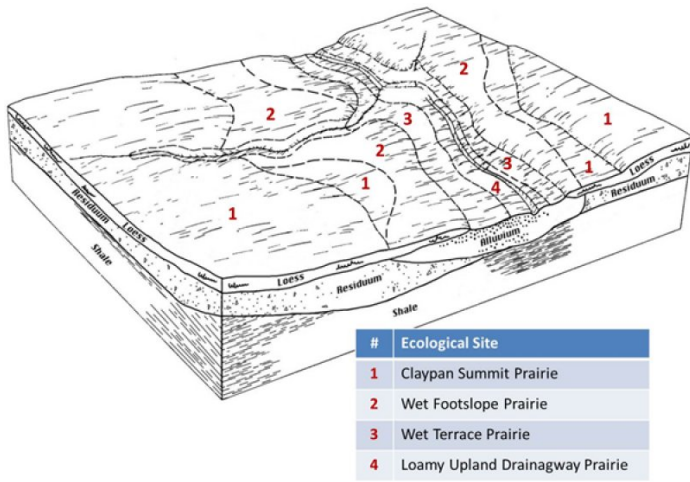 2
1
2
3
2
3
1
1
4
1
Loess
Residuum
Loess
Residuum
Shale
Loess
Residuum
Alluvium
Shale
# Ecological Site
1 Claypan Summit Prairie
2 Wet Footslope Prairie
3 Wet Terrace Prairie
4 Loamy Upland Drainagway Prairie